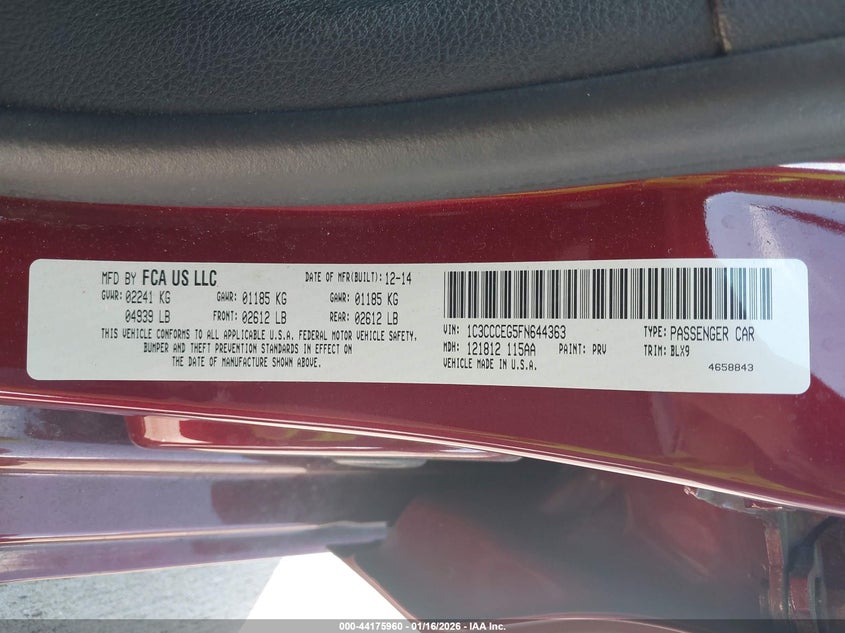 MFD BY FCA US LLC DATE OF MFR(BUILT): 12-14
GVWR: 02241 KG GAWR: 01185 KG GAWR: 01185 KG
04939 LB FRONT: 02612 LB REAR: 02612 LB
THIS VEHICLE CONFORMS TO ALL APPLICABLE U.S.A. FEDERAL MOTOR VEHICLE SAFETY,
BUMPER AND THEFT PREVENTION STANDARDS IN EFFECT ON
THE DATE OF MANUFACTURE SHOWN ABOVE.
VIN: 1C3CCCEG5FN644363 TYPE: PASSENGER CAR
MDH: 121812 115AA PAINT: PRV TRIM: BLX9
VEHICLE MADE IN U.S.A. 4658843
000-44175960 - 01/16/2026 - IAA Inc.